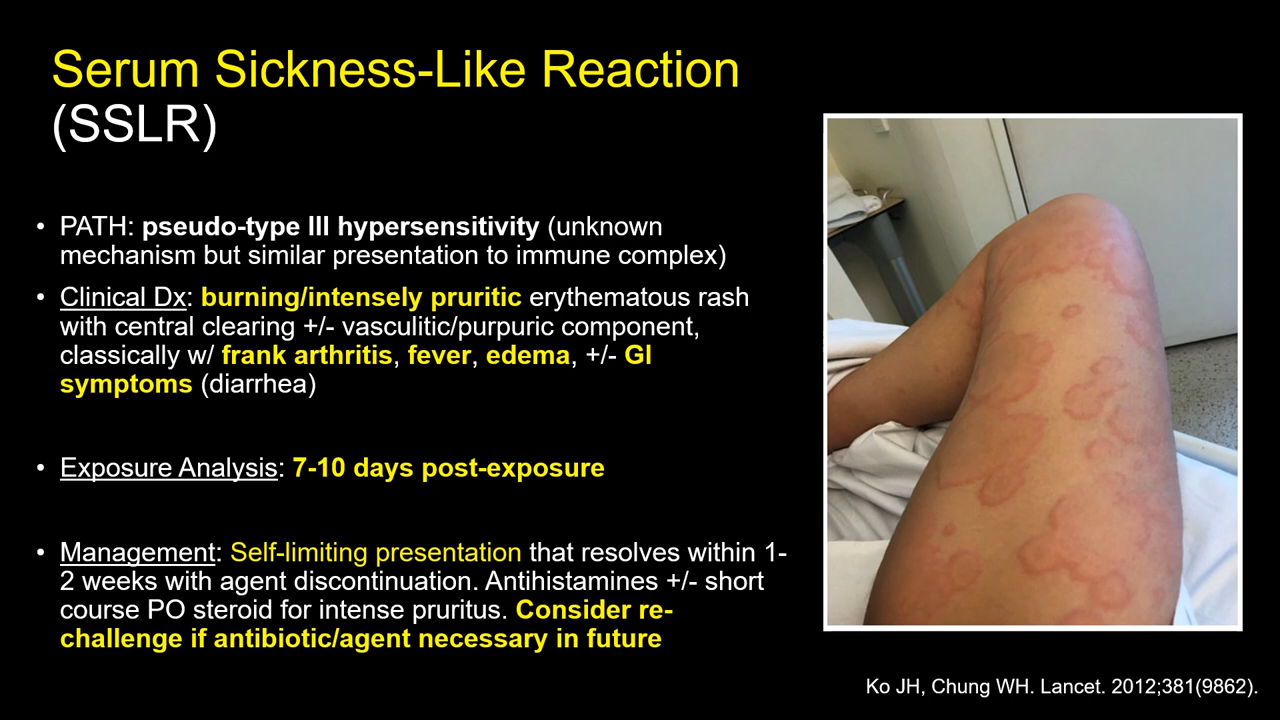 Serum Sickness-Like Reaction
(SSLR)
• PATH: pseudo-type III hypersensitivity (unknown
mechanism but similar presentation to immune complex)
• Clinical Dx: burning/intensely pruritic erythematous rash
with central clearing +/- vasculitic/purpuric component,
classically w/ frank arthritis, fever, edema, +/- GI
symptoms (diarrhea)
• Exposure Analysis: 7-10 days post-exposure
• Management: Self-limiting presentation that resolves within 1-
2 weeks with agent discontinuation. Antihistamines +/- short
course PO steroid for intense pruritus. Consider re-
challenge if antibiotic/agent necessary in future
Ko JH, Chung WH. Lancet. 2012;381(9862).